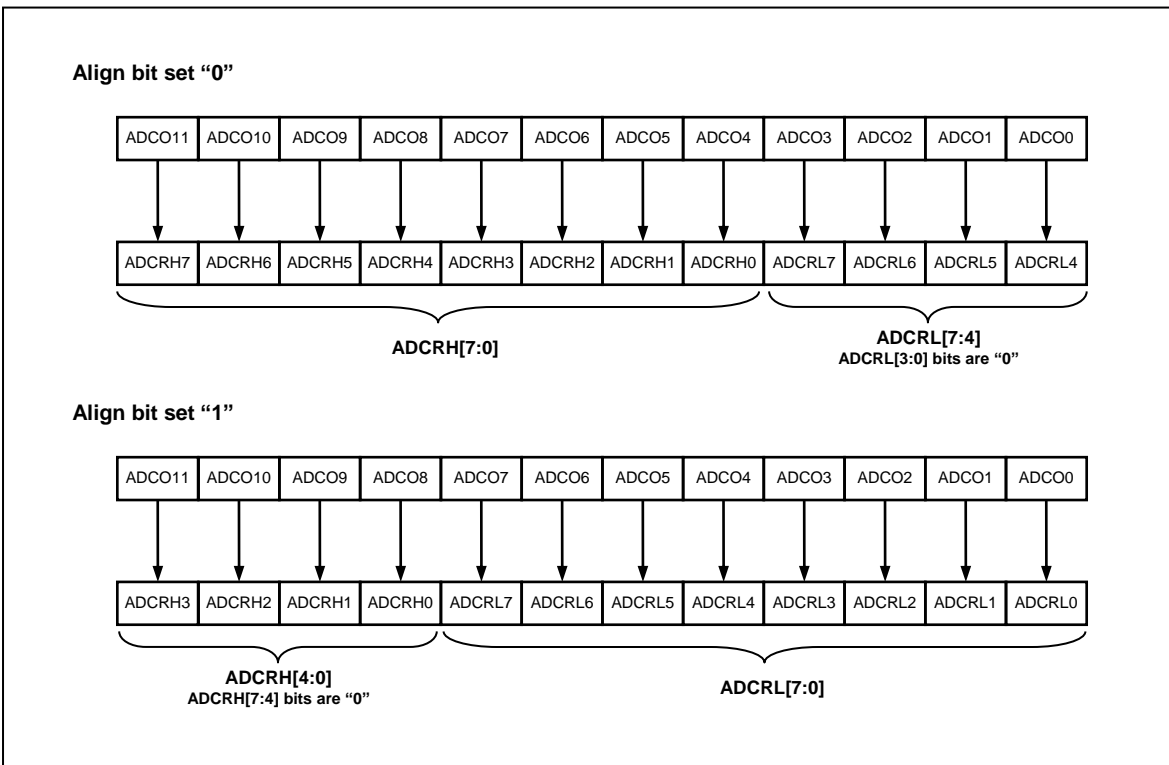 Align bit set “0”
ADCO11 ADCO10 ADCO9 ADCO8 ADCO7 ADCO6 ADCO5 ADCO4 ADCO3 ADCO2 ADCO1 ADCO0
ADCRH7 ADCRH6 ADCRH5 ADCRH4 ADCRH3 ADCRH2 ADCRH1 ADCRH0 ADCRL7 ADCRL6 ADCRL5 ADCRL4
ADCRH[7:0]
ADCRL[7:4]
ADCRL[3:0] bits are “0”
Align bit set “1”
ADCO11 ADCO10 ADCO9 ADCO8 ADCO7 ADCO6 ADCO5 ADCO4 ADCO3 ADCO2 ADCO1 ADCO0
ADCRH3 ADCRH2 ADCRH1 ADCRH0 ADCRL7 ADCRL6 ADCRL5 ADCRL4 ADCRL3 ADCRL2 ADCRL1 ADCRL0
ADCRH[4:0]
ADCRH[7:4] bits are “0”
ADCRL[7:0]